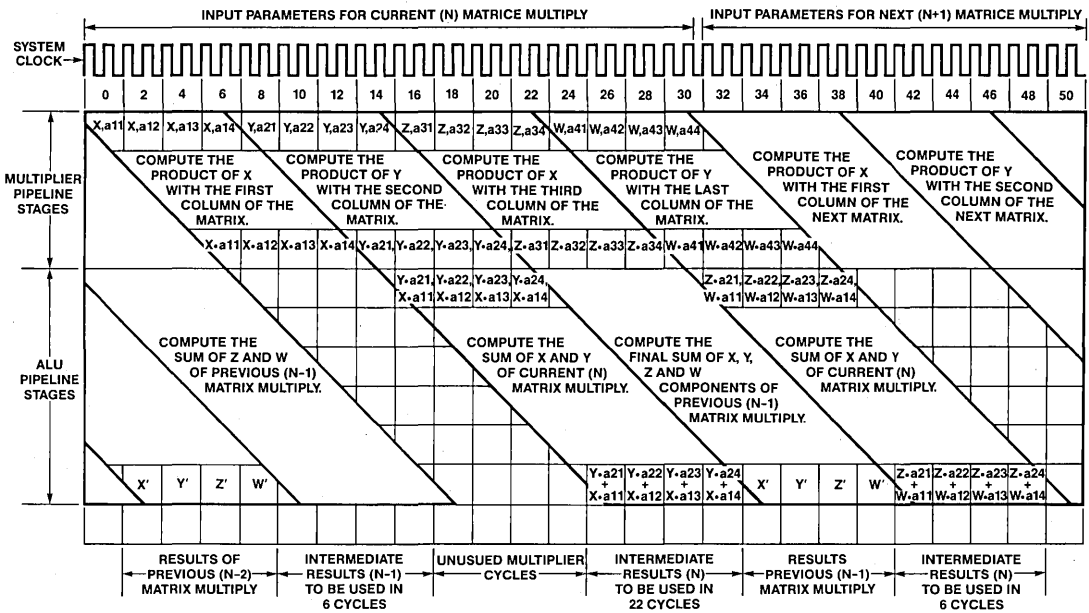 INPUT PARAMETERS FOR CURRENT (N) MATRICE MULTIPLY
INPUT PARAMETERS FOR NEXT (N+1) MATRICE MULTIPLY
SYSTEM
CLOCK
0 2 4 6 8 10 12 14 16 18 20 22 24 26 28 30 32 34 36 38 40 42 44 46 48 50
X,a11 X,a12 X,a13 X,a14 Y,a21 Y,a22 Y,a23 Y,a24 Z,a31 Z,a32 Z,a33 Z,a34 W,a41 W,a42 W,a43 W,a44
MULTIPLIER
PIPELINE
STAGES
COMPUTE THE
PRODUCT OF X
WITH THE FIRST
COLUMN OF THE
MATRIX.
COMPUTE THE
PRODUCT OF Y
WITH THE SECOND
COLUMN OF THE
MATRIX.
COMPUTE THE
PRODUCT OF X
WITH THE THIRD
COLUMN OF THE
MATRIX.
COMPUTE THE
PRODUCT OF Y
WITH THE LAST
COLUMN OF THE
MATRIX.
COMPUTE THE
PRODUCT OF X
WITH THE FIRST
COLUMN OF THE
NEXT MATRIX.
COMPUTE THE
PRODUCT OF Y
WITH THE SECOND
COLUMN OF THE
NEXT MATRIX.
X•a11 X•a12 X•a13 X•a14 Y•a21, Y•a22, Y•a23, Y•a24, Z•a31 Z•a32 Z•a33 Z•a34 W•a41 W•a42 W•a43 W•a44
Y•a21, Y•a22, Y•a23, Y•a24,
X•a11 X•a12 X•a13 X•a14
Z•a21, Z•a22, Z•a23, Z•a24,
W•a11 W•a12 W•a13 W•a14
ALU
PIPELINE
STAGES
COMPUTE THE
SUM OF Z AND W
OF PREVIOUS (N–1)
MATRIX MULTIPLY.
COMPUTE THE
SUM OF X AND Y
OF CURRENT (N)
MATRIX MULTIPLY.
COMPUTE THE
FINAL SUM OF X, Y,
Z AND W
COMPONENTS OF
PREVIOUS (N–1)
MATRIX MULTIPLY.
COMPUTE THE
SUM OF X AND Y
OF CURRENT (N)
MATRIX MULTIPLY.
X' Y' Z' W'
Y•a21 Y•a22 Y•a23 Y•a24
+ + + +
X•a11 X•a12 X•a13 X•a14
X' Y' Z' W'
Z•a21 Z•a22 Z•a23 Z•a24
+ + + +
W•a11 W•a12 W•a13 W•a14
RESULTS OF
PREVIOUS (N–2)
MATRIX MULTIPLY
INTERMEDIATE
RESULTS (N–1)
TO BE USED IN
6 CYCLES
UNUSUED MULTIPLIER
CYCLES
INTERMEDIATE
RESULTS (N)
TO BE USED IN
22 CYCLES
RESULTS
PREVIOUS (N–1)
MATRIX MULTIPLY
INTERMEDIATE
RESULTS (N)
TO BE USED IN
6 CYCLES